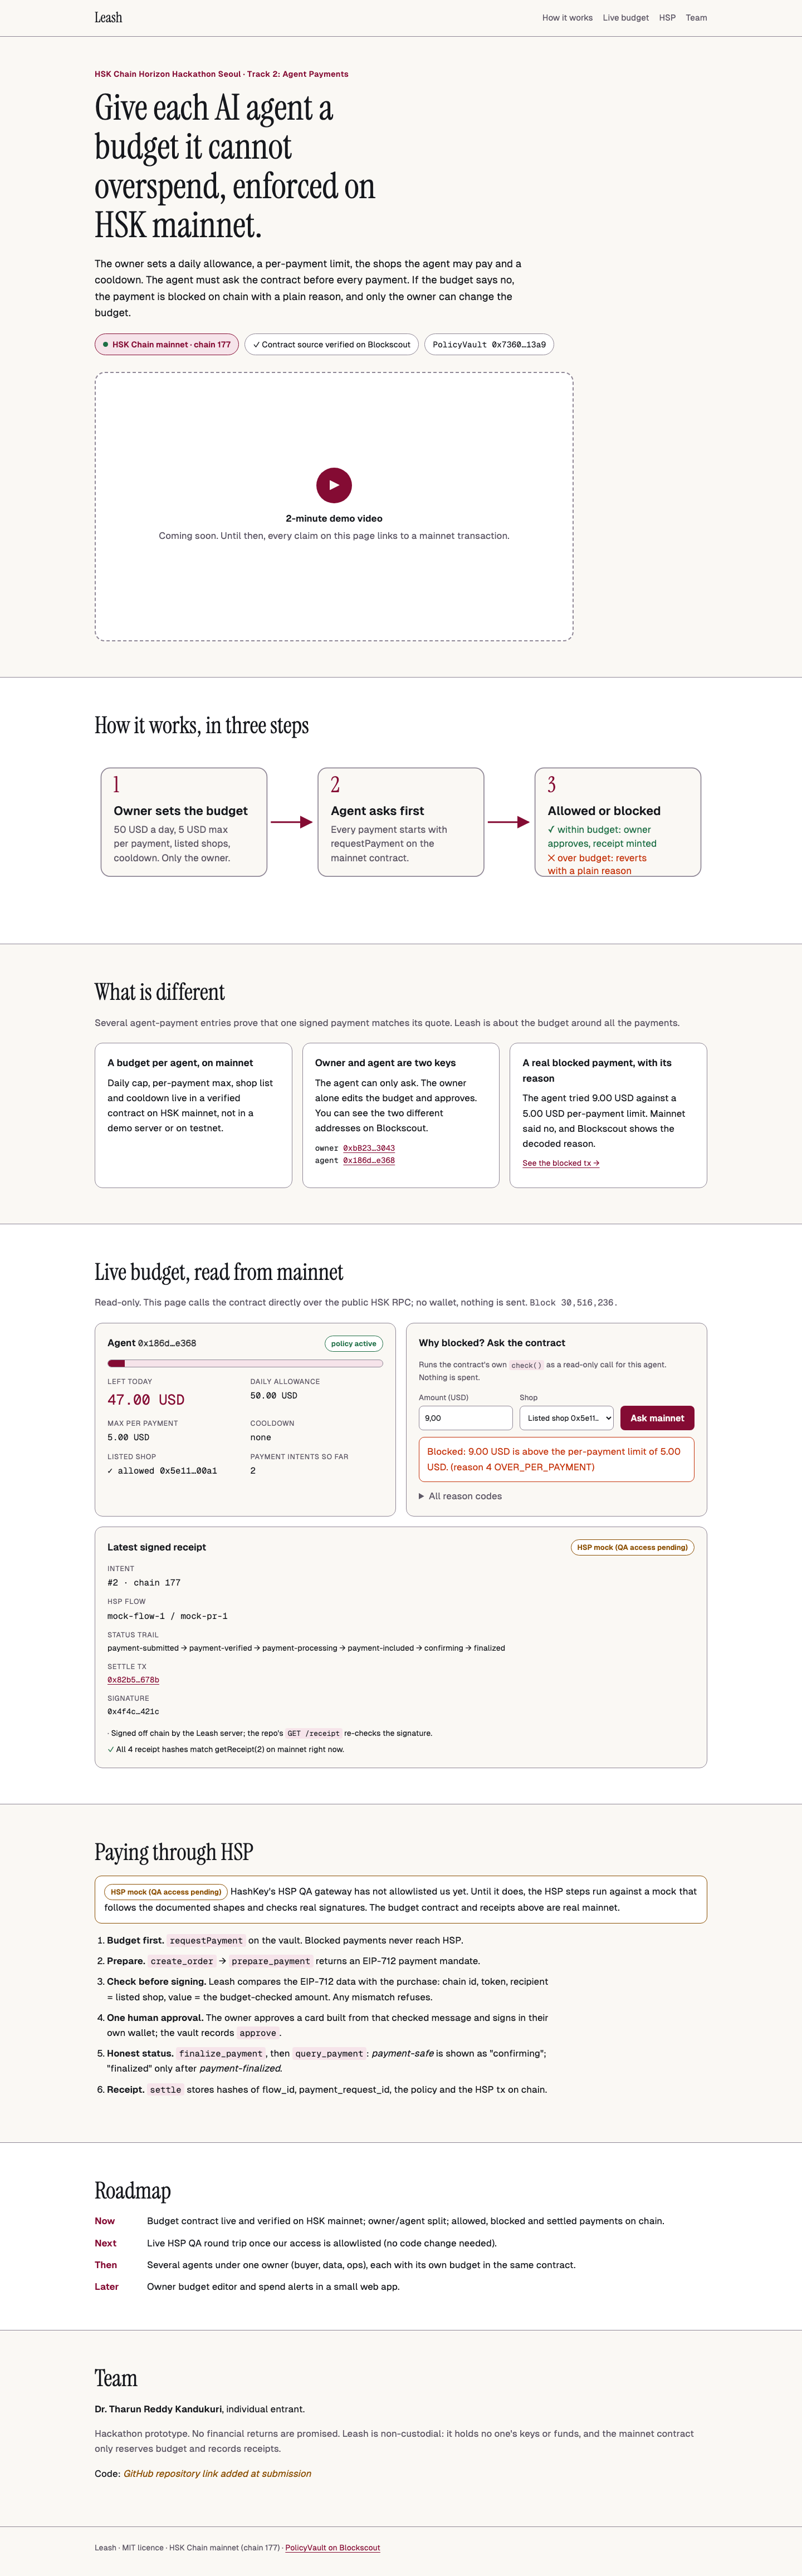 Leash
How it works
Live budget
HSP
Team
HSK Chain Horizon Hackathon Seoul · Track 2: Agent Payments
Give each AI agent a
budget it cannot
overspend, enforced on
HSK mainnet.
The owner sets a daily allowance, a per-payment limit, the shops the agent may pay and a
cooldown. The agent must ask the contract before every payment. If the budget says no,
the payment is blocked on chain with a plain reason, and only the owner can change the
budget.
HSK Chain mainnet · chain 177
✓ Contract source verified on Blockscout
PolicyVault 0x7360…13a9
2-minute demo video
Coming soon. Until then, every claim on this page links to a mainnet transaction.
How it works, in three steps
1
Owner sets the budget
50 USD a day, 5 USD max
per payment, listed shops,
cooldown. Only the owner.
2
Agent asks first
Every payment starts with
requestPayment on the
mainnet contract.
3
Allowed or blocked
✓ within budget: owner
approves, receipt minted
✕ over budget: reverts
with a plain reason
What is different
Several agent-payment entries prove that one signed payment matches its quote. Leash is about the budget around all the payments.
A budget per agent, on mainnet
Daily cap, per-payment max, shop list
and cooldown live in a verified
contract on HSK mainnet, not in a
demo server or on testnet.
Owner and agent are two keys
The agent can only ask. The owner
alone edits the budget and approves.
You can see the two different
addresses on Blockscout.
owner 0xbB23…3043
agent 0x186d…e368
A real blocked payment, with its
reason
The agent tried 9.00 USD against a
5.00 USD per-payment limit. Mainnet
said no, and Blockscout shows the
decoded reason.
See the blocked tx →
Live budget, read from mainnet
Read-only. This page calls the contract directly over the public HSK RPC; no wallet, nothing is sent. Block 30,516,236.
Agent 0x186d…e368
policy active
LEFT TODAY
47.00 USD
DAILY ALLOWANCE
50.00 USD
MAX PER PAYMENT
5.00 USD
COOLDOWN
none
LISTED SHOP
✓ allowed 0x5e11…00a1
PAYMENT INTENTS SO FAR
2
Why blocked? Ask the contract
Runs the contract's own check() as a read-only call for this agent.
Nothing is spent.
Amount (USD)
Shop
9,00
Listed shop 0x5e11…
Ask mainnet
Blocked: 9.00 USD is above the per-payment limit of 5.00
USD. (reason 4 OVER_PER_PAYMENT)
▶ All reason codes
Latest signed receipt
HSP mock (QA access pending)
INTENT
#2 · chain 177
HSP FLOW
mock-flow-1 / mock-pr-1
STATUS TRAIL
payment-submitted → payment-verified → payment-processing → payment-included → confirming → finalized
SETTLE TX
0x82b5…678b
SIGNATURE
0x4f4c…421c
· Signed off chain by the Leash server; the repo's GET /receipt re-checks the signature.
✓ All 4 receipt hashes match getReceipt(2) on mainnet right now.
Paying through HSP
HSP mock (QA access pending) HashKey's HSP QA gateway has not allowlisted us yet. Until it does, the HSP steps run against a mock that
follows the documented shapes and checks real signatures. The budget contract and receipts above are real mainnet.
1. Budget first. requestPayment on the vault. Blocked payments never reach HSP.
2. Prepare. create_order → prepare_payment returns an EIP-712 payment mandate.
3. Check before signing. Leash compares the EIP-712 data with the purchase: chain id, token, recipient
= listed shop, value = the budget-checked amount. Any mismatch refuses.
4. One human approval. The owner approves a card built from that checked message and signs in their
own wallet; the vault records approve.
5. Honest status. finalize_payment, then query_payment: payment-safe is shown as "confirming";
"finalized" only after payment-finalized.
6. Receipt. settle stores hashes of flow_id, payment_request_id, the policy and the HSP tx on chain.
Roadmap
Now Budget contract live and verified on HSK mainnet; owner/agent split; allowed, blocked and settled payments on chain.
Next Live HSP QA round trip once our access is allowlisted (no code change needed).
Then Several agents under one owner (buyer, data, ops), each with its own budget in the same contract.
Later Owner budget editor and spend alerts in a small web app.
Team
Dr. Tharun Reddy Kandukuri, individual entrant.
Hackathon prototype. No financial returns are promised. Leash is non-custodial: it holds no one's keys or funds, and the mainnet contract
only reserves budget and records receipts.
Code: GitHub repository link added at submission
Leash · MIT licence · HSK Chain mainnet (chain 177) · PolicyVault on Blockscout